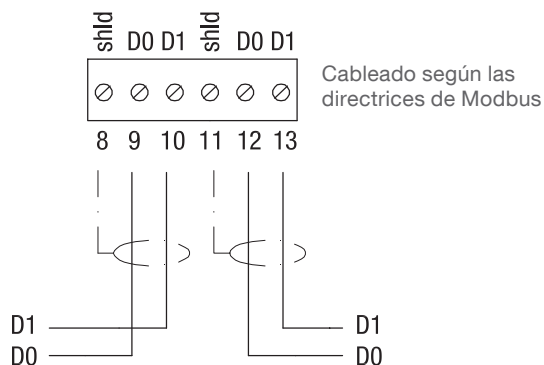 shld D0 D1 shld D0 D1
Cableado según las
directrices de Modbus
8 9 10 11 12 13
D1 D1
D0 D0